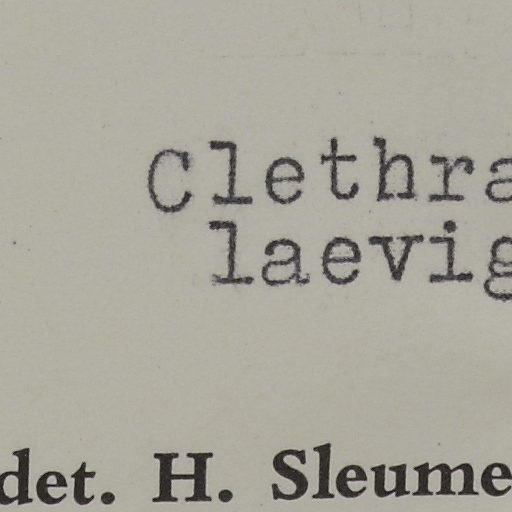 Clethra
laevig
det. H. Sleume